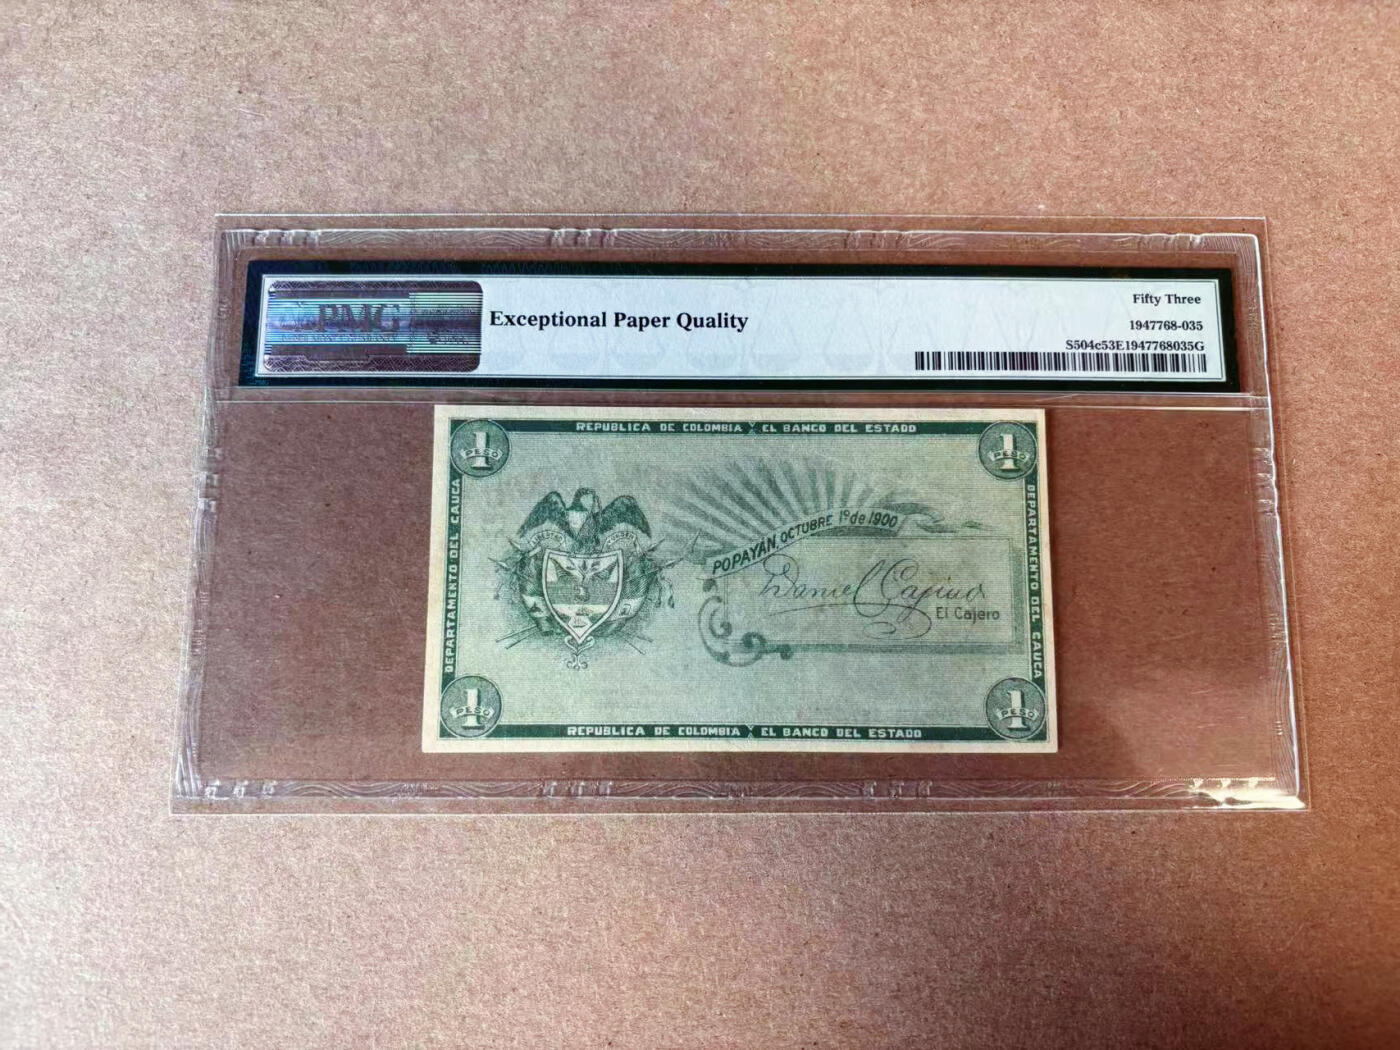 PMG
Exceptional Paper Quality
Fifty Three
1947768-035
S504c53E1947768035G
REPUBLICA DE COLOMBIA EL BANCO DEL ESTADO
1
PESO
1
PESO
DEPARTAMENTO DEL CAUCA
DEPARTAMENTO DEL CAUCA
POPAYÁN, OCTUBRE 1º de 1900
Daniel
El Cajero
1
PESO
1
PESO
REPUBLICA DE COLOMBIA EL BANCO DEL ESTADO